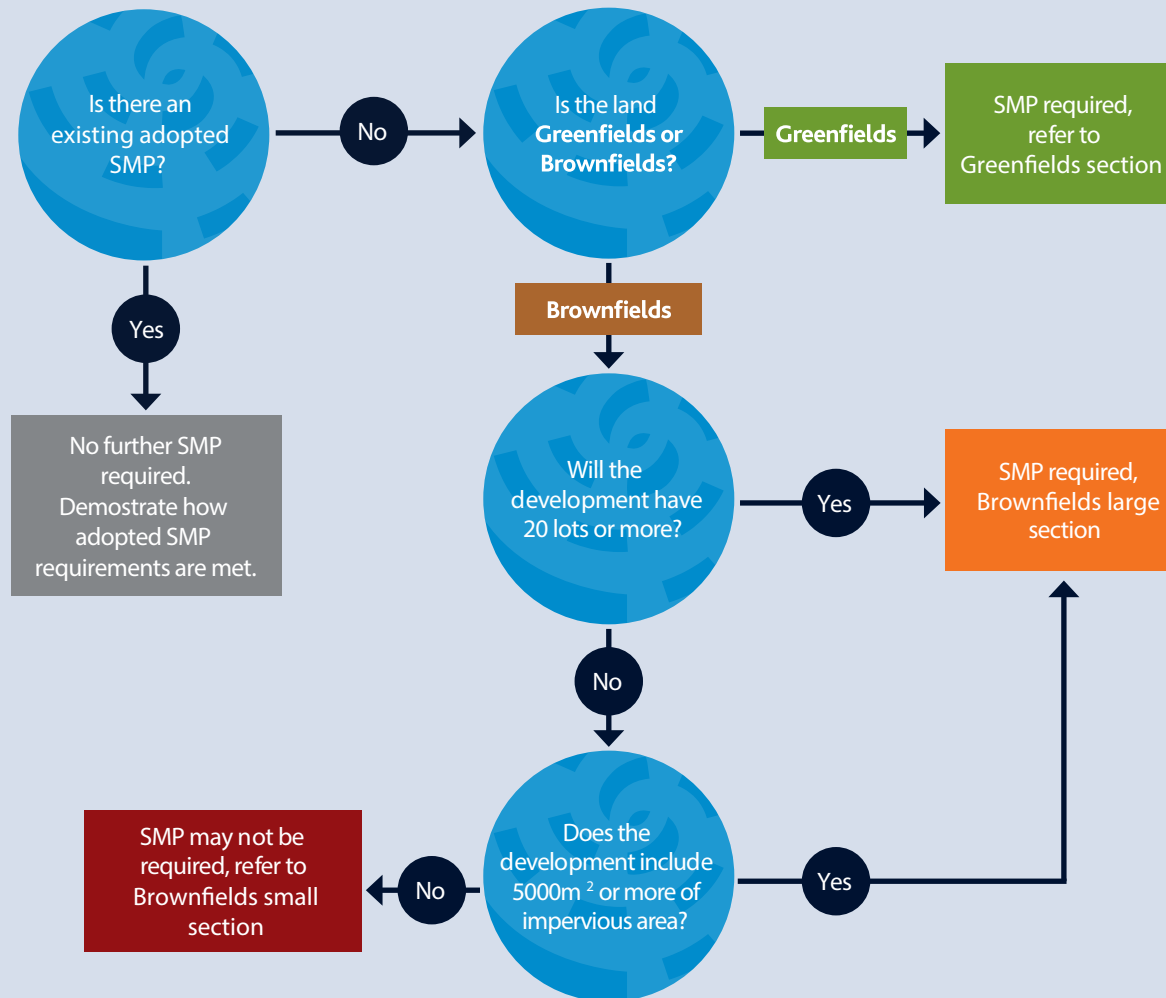 Is there an
existing adopted
SMP?
No
Is the land
Greenfields or
Brownfields?
Greenfields
SMP required,
refer to
Greenfields section
Yes
Brownfields
No further SMP
required.
Demostrate how
adopted SMP
requirements are met.
Will the
development have
20 lots or more?
Yes
SMP required,
Brownfields large
section
No
SMP may not be
required, refer to
Brownfields small
section
No
Does the
development include
5000m ² or more of
impervious area?
Yes